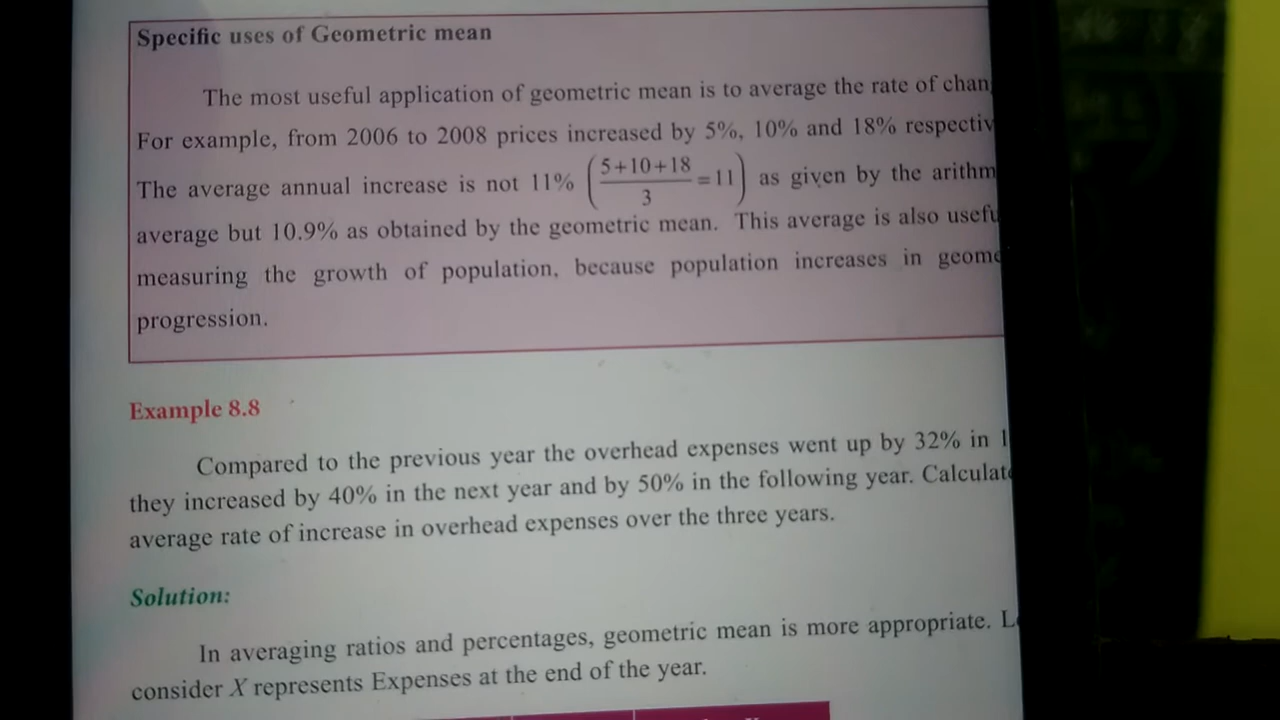 Specific uses of Geometric mean
The most useful application of geometric mean is to average the rate of chan
For example, from 2006 to 2008 prices increased by 5%, 10% and 18% respectiv
The average annual increase is not 11% (5+10+18/3 =11) as given by the arithm
average but 10.9% as obtained by the geometric mean. This average is also usefu
measuring the growth of population, because population increases in geome
progression.
Example 8.8
Compared to the previous year the overhead expenses went up by 32% in 1
they increased by 40% in the next year and by 50% in the following year. Calculate
average rate of increase in overhead expenses over the three years.
Solution:
In averaging ratios and percentages, geometric mean is more appropriate. L
consider X represents Expenses at the end of the year.